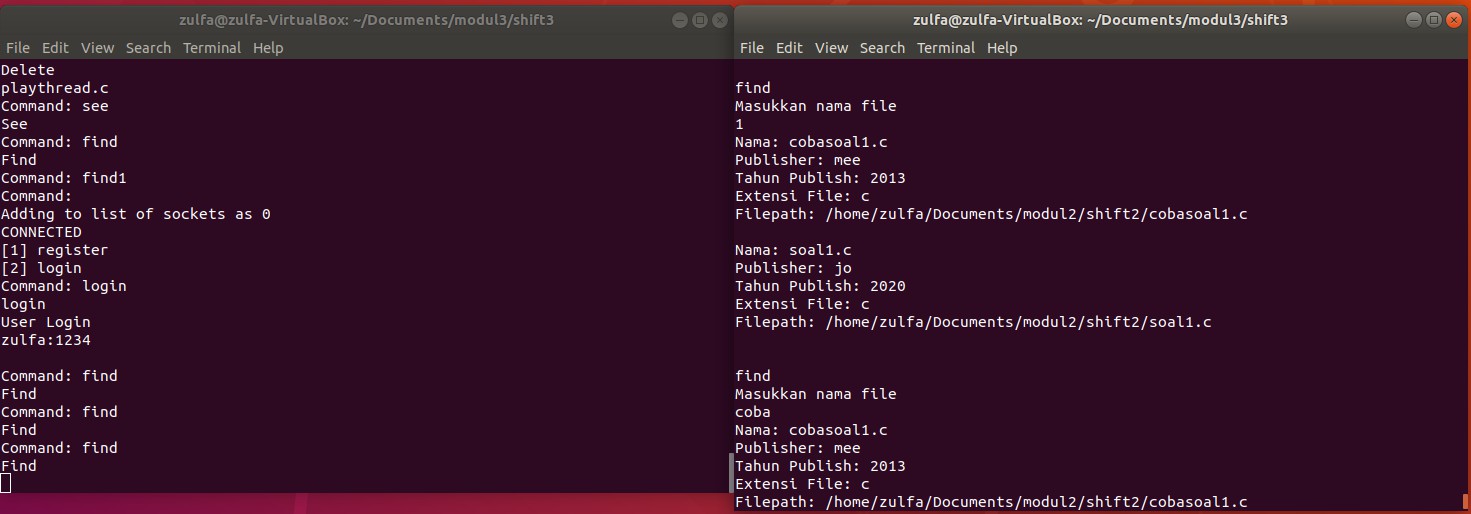 zulfa@zulfa-VirtualBox: ~/Documents/modul3/shift3
File Edit View Search Terminal Help
Delete
playthread.c
Command: see
See
Command: find
Find
Command: find1
Command:
Adding to list of sockets as 0
CONNECTED
[1] register
[2] login
Command: login
login
User Login
zulfa:1234
Command: find
Find
Command: find
Find
Command: find
Find
zulfa@zulfa-VirtualBox: ~/Documents/modul3/shift3
File Edit View Search Terminal Help
find
Masukkan nama file
1
Nama: cobasoal1.c
Publisher: mee
Tahun Publish: 2013
Extensi File: c
Filepath: /home/zulfa/Documents/modul2/shift2/cobasoal1.c
Nama: soal1.c
Publisher: jo
Tahun Publish: 2020
Extensi File: c
Filepath: /home/zulfa/Documents/modul2/shift2/soal1.c
find
Masukkan nama file
coba
Nama: cobasoal1.c
Publisher: mee
Tahun Publish: 2013
Extensi File: c
Filepath: /home/zulfa/Documents/modul2/shift2/cobasoal1.c